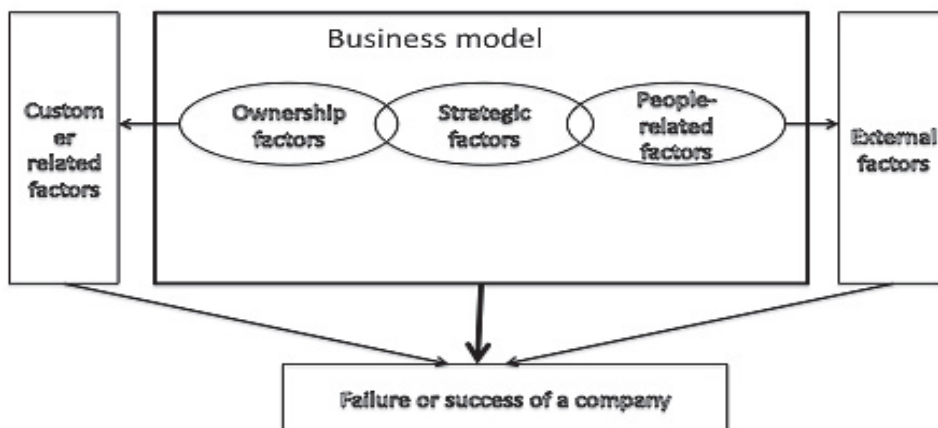 Business model
Custom
er
related
factors
Ownership
factors
Strategic
factors
People-
related
factors
External
factors
Failure or success of a company